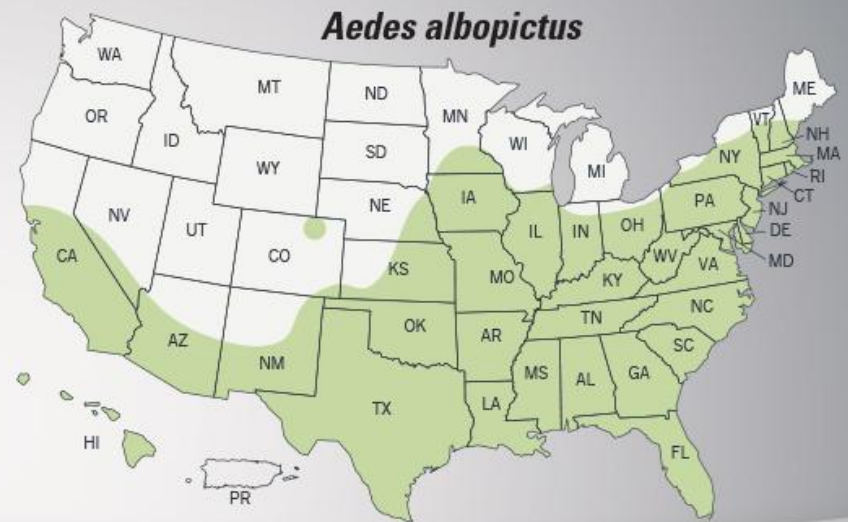 Aedes albopictus
WA
MT
ND
MN
ME
OR
ID
WY
SD
WI
MI
VT
NH
NY
MA
RI
CT
NV
UT
CO
NE
IA
IL
IN
OH
PA
NJ
DE
MD
CA
KS
MO
KY
WV
VA
AZ
NM
OK
AR
TN
NC
SC
TX
LA
MS
AL
GA
FL
HI
PR